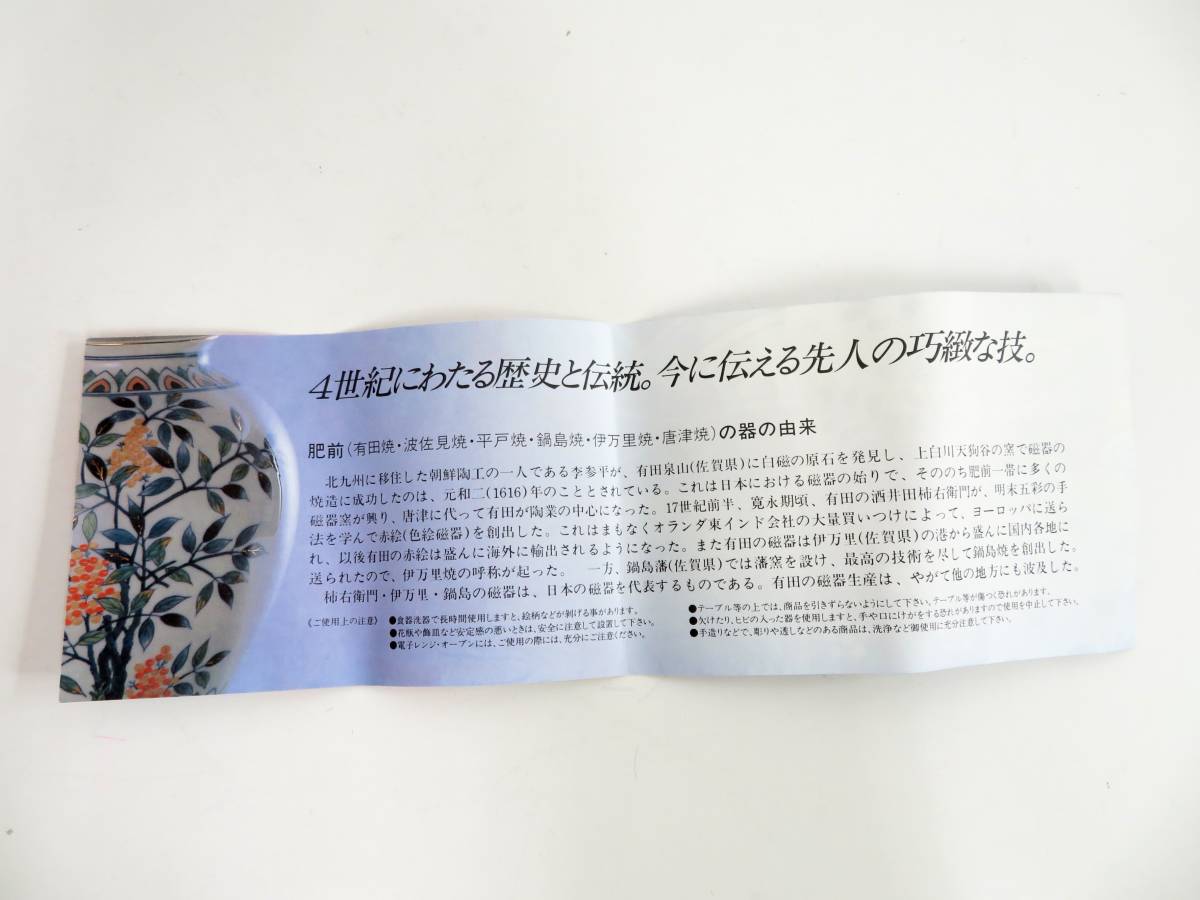 4世紀にわたる歴史と伝統。今に伝える先人の巧緻な技。
肥前(有田焼・波佐見焼・平戸焼・鍋島焼・伊万里焼・唐津焼)の器の由来
北九州に移住した朝鮮陶工の一人である李参平が、有田泉山(佐賀県)に白磁の原石を発見し、上白川天狗谷の窯で磁器の
焼造に成功したのは、元和二(1616)年のこととされている。これは日本における磁器の始りで、そののち肥前一帯に多くの
磁器窯が興り、唐津に代って有田が陶業の中心になった。17世紀前半、寛永期頃、有田の酒井田柿右衛門が、明末五彩の手
法を学んで赤絵(色絵磁器)を創出した。これはまもなくオランダ東インド会社の大量買いつけによって、ヨーロッパに送ら
れ、以後有田の赤絵は盛んに海外に輸出されるようになった。また有田の磁器は伊万里(佐賀県)の港から盛んに国内各地に
送られたので、伊万里焼の呼称が起った。 一方、鍋島藩(佐賀県)では藩窯を設け、最高の技術を尽して鍋島焼を創出した。
柿右衛門・伊万里・鍋島の磁器は、日本の磁器を代表するものである。有田の磁器生産は、やがて他の地方にも波及した。
《ご使用上の注意》 ●食器洗器で長時間使用しますと、絵柄などが剥げる事があります。
●花瓶や飾皿など安定感の悪いときは、安全に注意して設置して下さい。
●電子レンジ・オーブンには、ご使用の際には、充分にご注意ください。
●テーブル等の上では、商品を引きずらないようにして下さい。テーブル等が傷つく恐れがあります。
●欠けたり、ヒビの入った器を使用しますと、手や口にけがをする恐れがありますので使用を中止して下さい。
●手造りなどで、彫りや透しなどのある商品は、洗浄など御使用に充分注意して下さい。